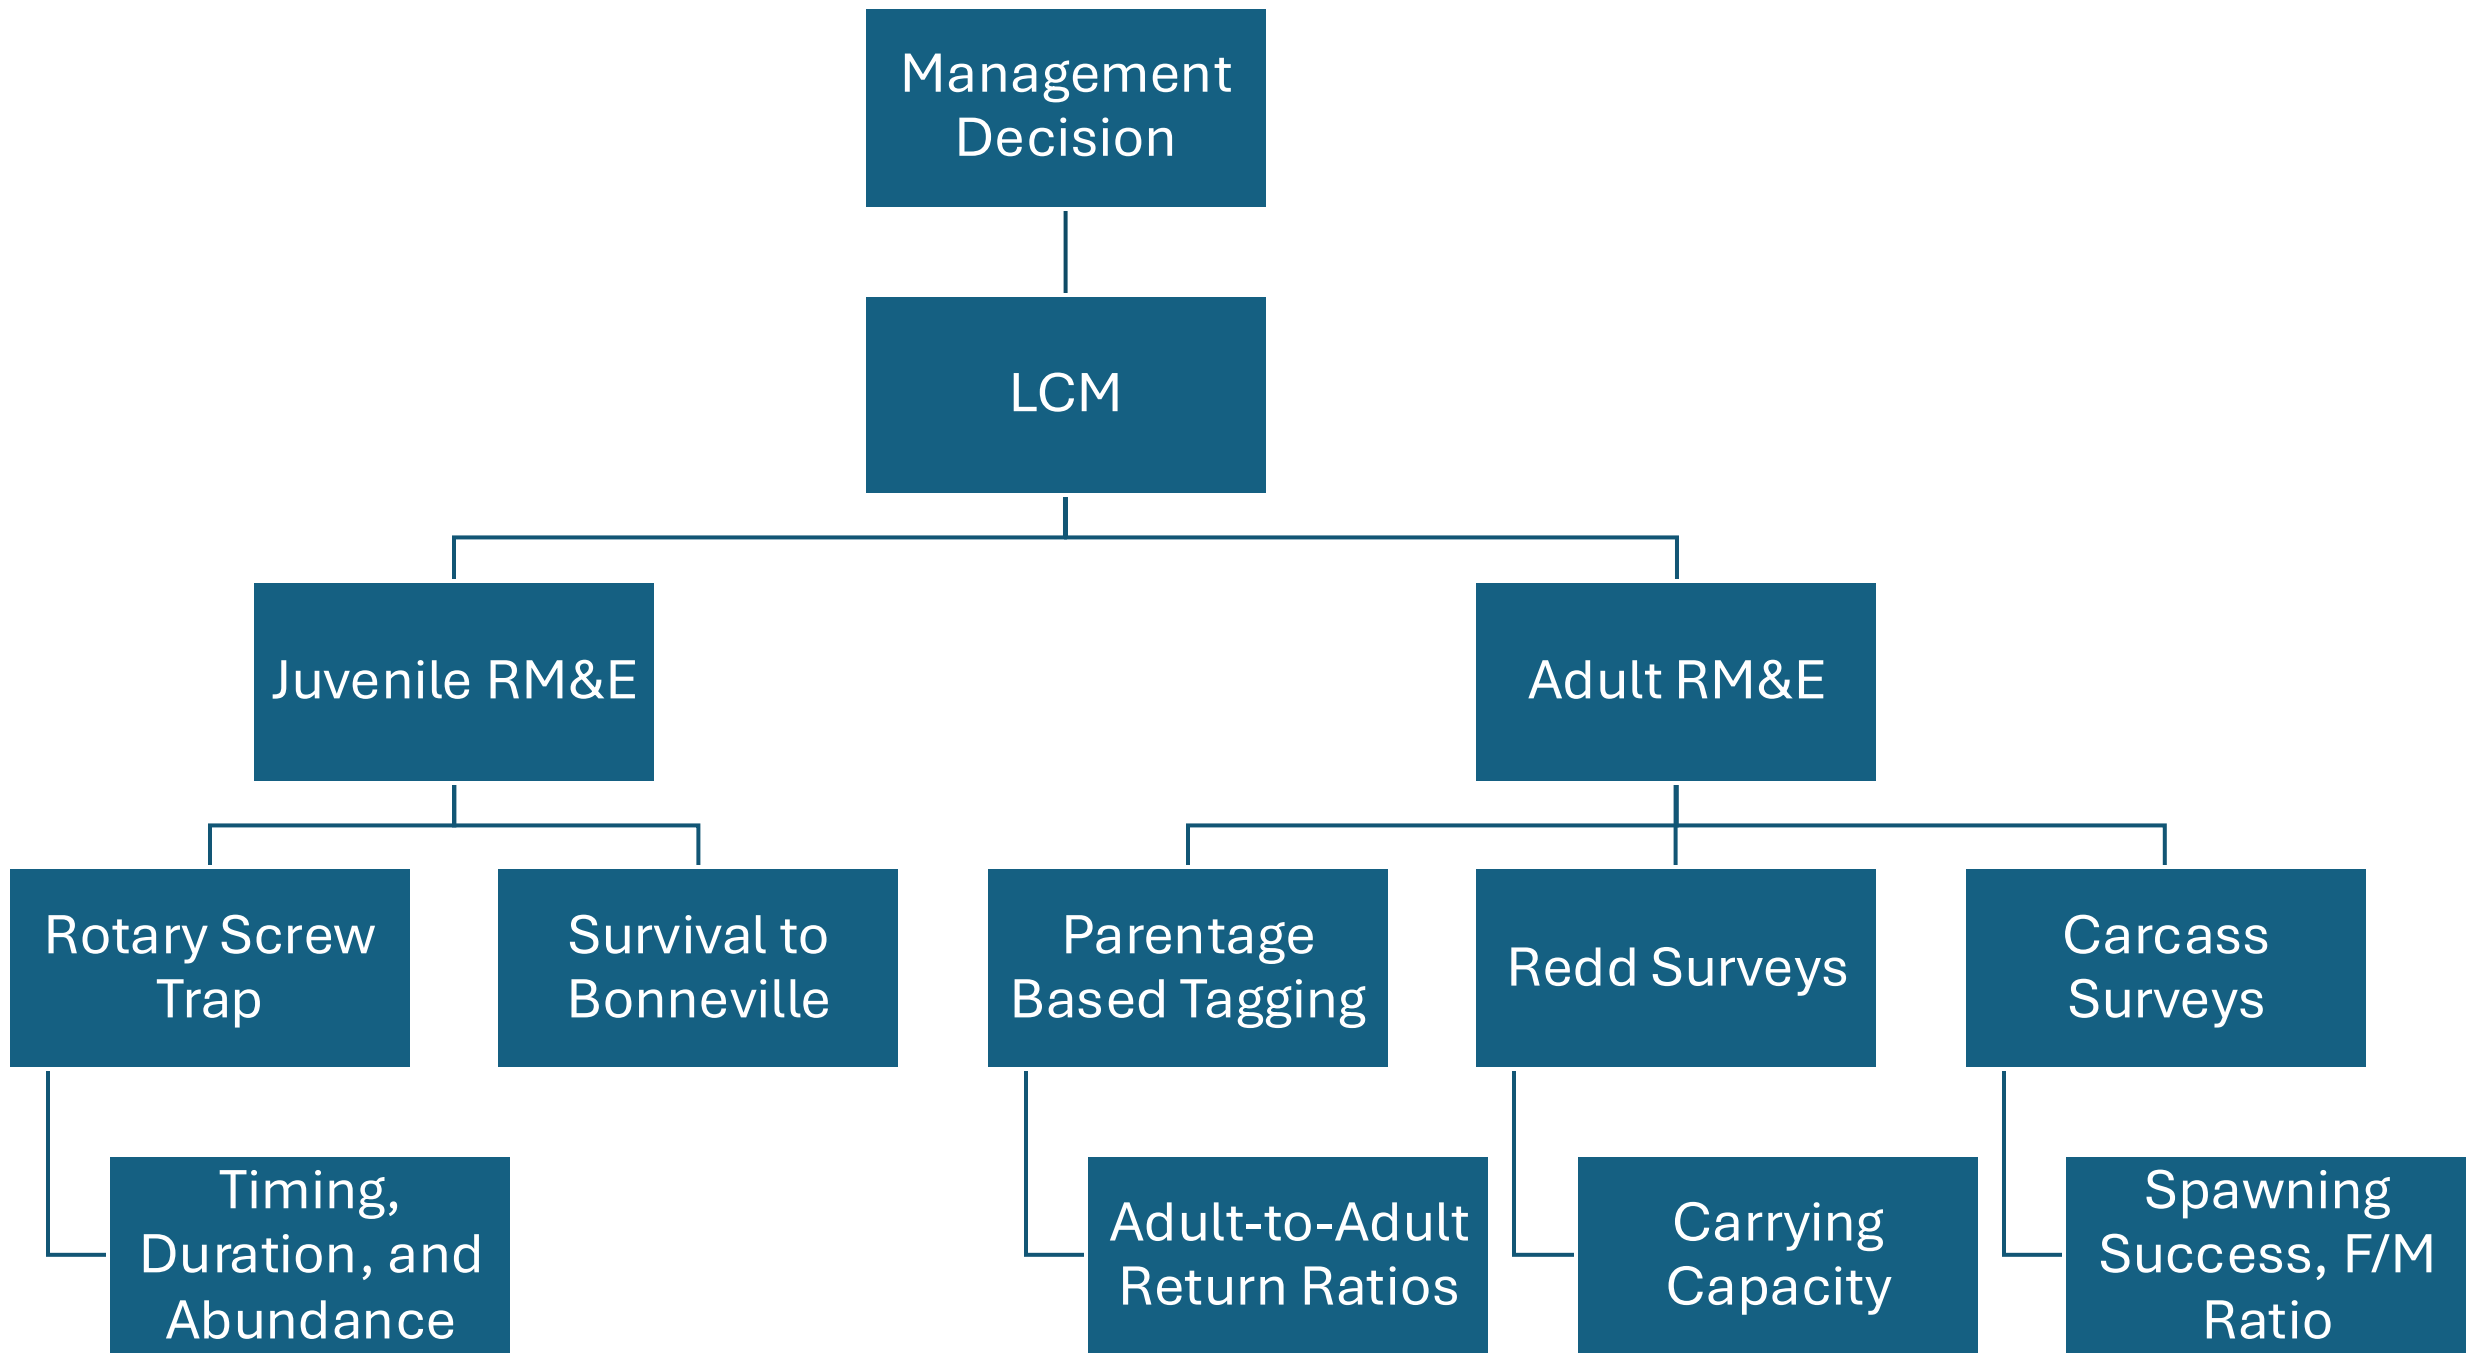 Management
Decision
LCM
Juvenile RM&E
Adult RM&E
Rotary Screw
Trap
Survival to
Bonneville
Parentage
Based Tagging
Redd Surveys
Carcass
Surveys
Timing,
Duration, and
Abundance
Adult-to-Adult
Return Ratios
Carrying
Capacity
Spawning
Success, F/M
Ratio